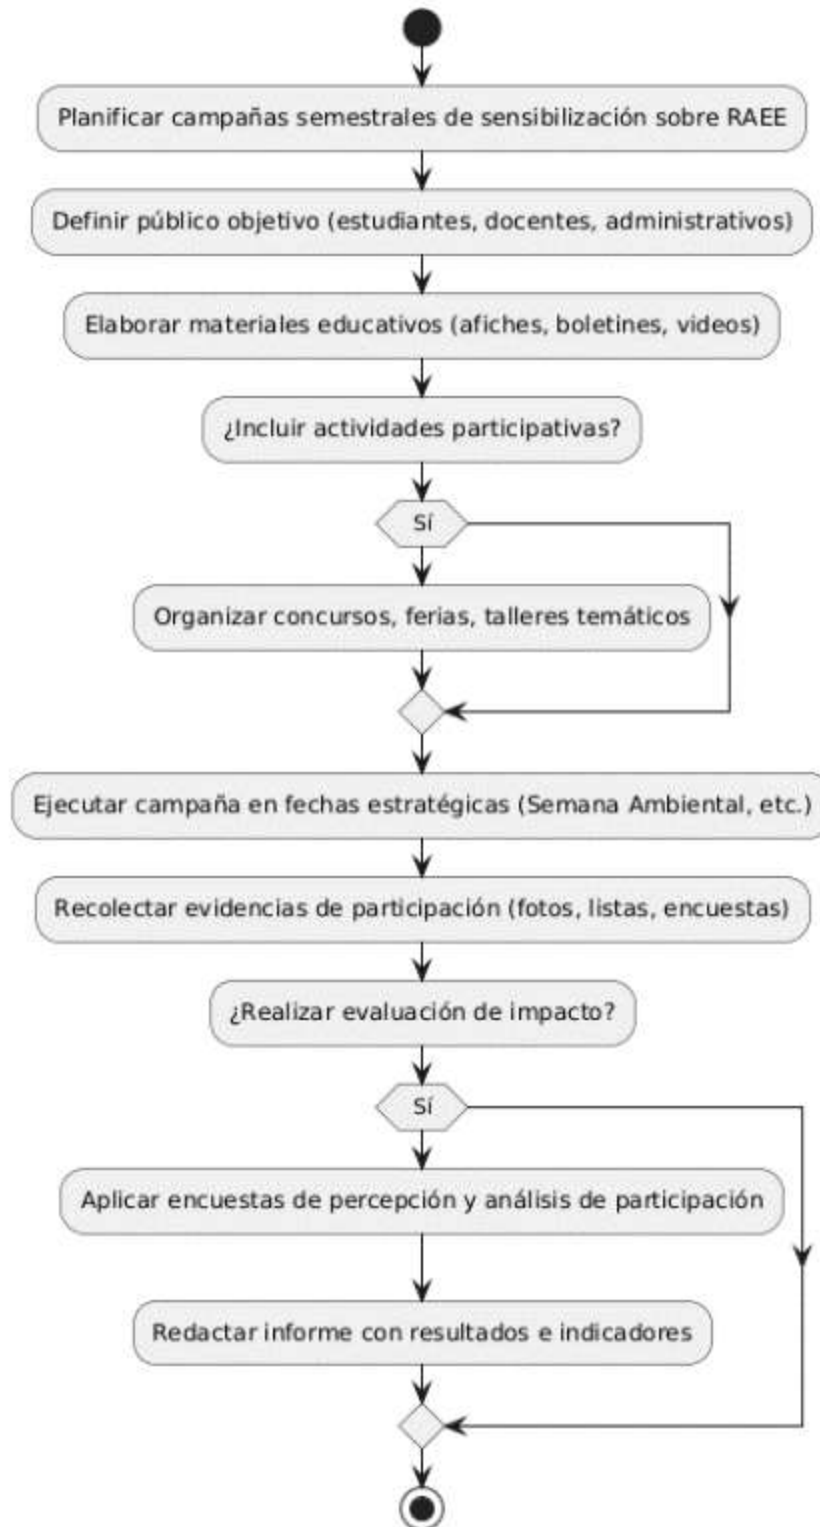 Planificar campañas semestrales de sensibilización sobre RAEE
Definir público objetivo (estudiantes, docentes, administrativos)
Elaborar materiales educativos (afiches, boletines, videos)
¿Incluir actividades participativas?
Sí
Organizar concursos, ferias, talleres temáticos
Ejecutar campaña en fechas estratégicas (Semana Ambiental, etc.)
Recolectar evidencias de participación (fotos, listas, encuestas)
¿Realizar evaluación de impacto?
Sí
Aplicar encuestas de percepción y análisis de participación
Redactar informe con resultados e indicadores